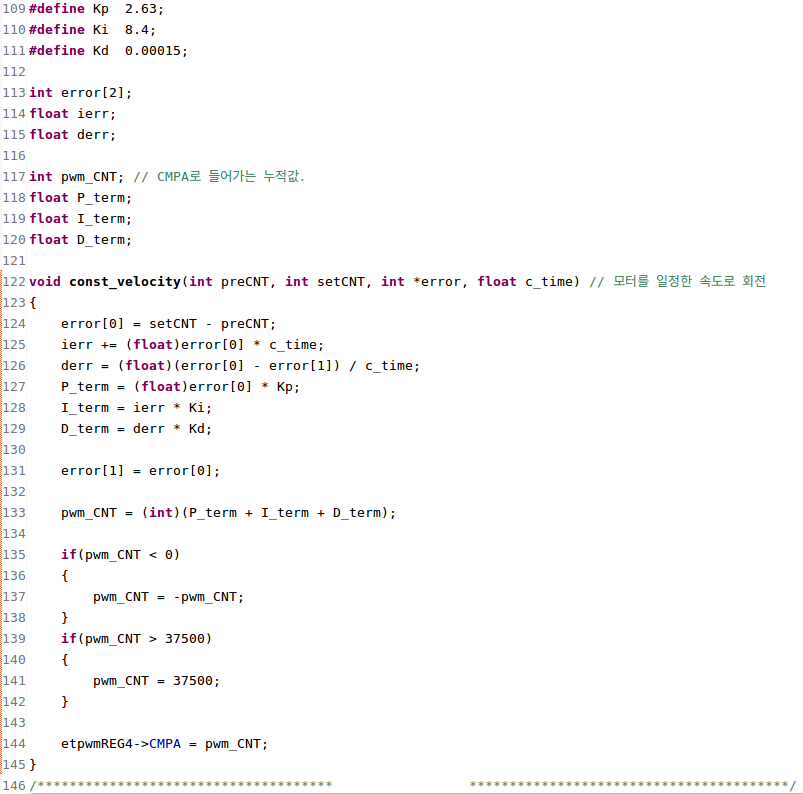 109 #define Kp  2.63;
110 #define Ki  8.4;
111 #define Kd  0.00015;
112
113 int error[2];
114 float ierr;
115 float derr;
116
117 int pwm_CNT; // CMPA로 들어가는 누적값.
118 float P_term;
119 float I_term;
120 float D_term;
121
122 void const_velocity(int preCNT, int setCNT, int *error, float c_time) // 모터를 일정한 속도로 회전
123 {
124     error[0] = setCNT - preCNT;
125     ierr += (float)error[0] * c_time;
126     derr = (float)(error[0] - error[1]) / c_time;
127     P_term = (float)error[0] * Kp;
128     I_term = ierr * Ki;
129     D_term = derr * Kd;
130
131     error[1] = error[0];
132
133     pwm_CNT = (int)(P_term + I_term + D_term);
134
135     if(pwm_CNT < 0)
136     {
137         pwm_CNT = -pwm_CNT;
138     }
139     if(pwm_CNT > 37500)
140     {
141         pwm_CNT = 37500;
142     }
143
144     etpwmREG4->CMPA = pwm_CNT;
145 }
146 /*************************************                 ****************************************/